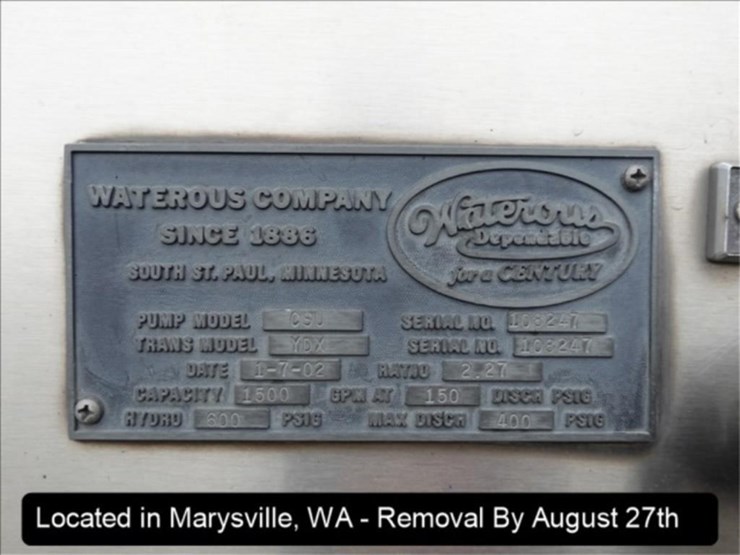 WATEROUS COMPANY
SINCE 1886
SOUTH ST. PAUL, MINNESOTA
Waterous
Dependable
for a CENTURY
PUMP MODEL CSU SERIAL NO. 108247
TRANS MODEL YDX SERIAL NO. 108247
DATE 1-7-02 RATIO 2.27
CAPACITY 1500 GPM AT 150 DISCH PSIG
HYDRO 600 PSIG MAX DISCH 400 PSIG
Located in Marysville, WA - Removal By August 27th